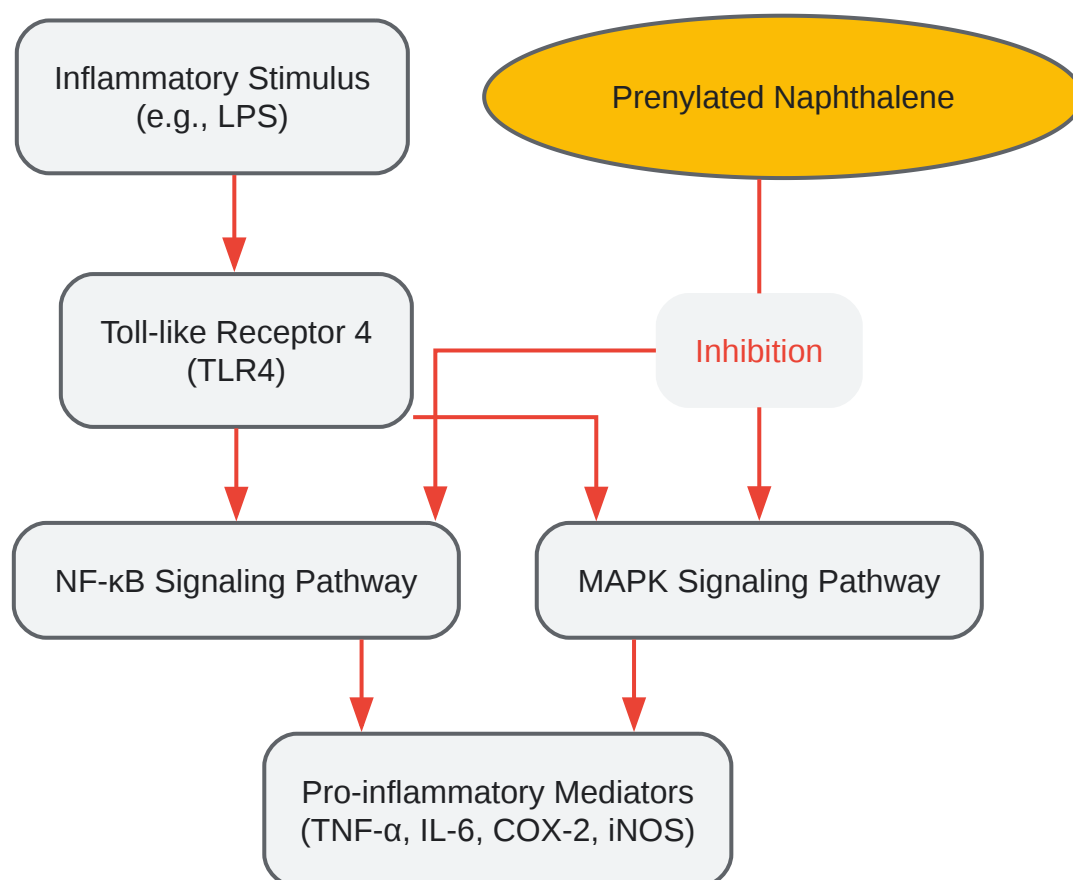 Inflammatory Stimulus
(e.g., LPS)
Prenylated Naphthalene
Toll-like Receptor 4
(TLR4)
Inhibition
NF-κB Signaling Pathway
MAPK Signaling Pathway
Pro-inflammatory Mediators
(TNF-α, IL-6, COX-2, iNOS)